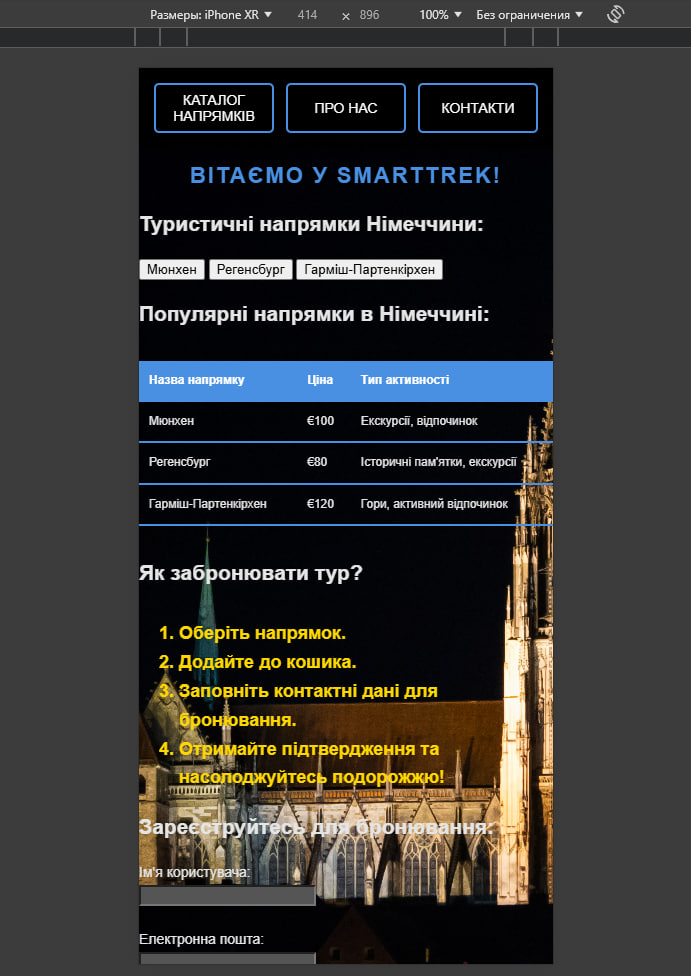 Размеры: iPhone XR ▼ 414 × 896 100% ▼ Без ограничения ▼
КАТАЛОГ
НАПРЯМКІВ
ПРО НАС
КОНТАКТИ
ВІТАЄМО У SMARTTREK!
Туристичні напрямки Німеччини:
Мюнхен Регенсбург Гарміш-Партенкірхен
Популярні напрямки в Німеччині:
Назва напрямку Ціна Тип активності
Мюнхен €100 Екскурсії, відпочинок
Регенсбург €80 Історичні пам'ятки, екскурсії
Гарміш-Партенкірхен €120 Гори, активний відпочинок
Як забронювати тур?
1. Оберіть напрямок.
2. Додайте до кошика.
3. Заповніть контактні дані для
бронювання.
4. Отримайте підтвердження та
насолоджуйтесь подорожжю!
Зареєструйтесь для бронювання:
Ім'я користувача:
Електронна пошта: